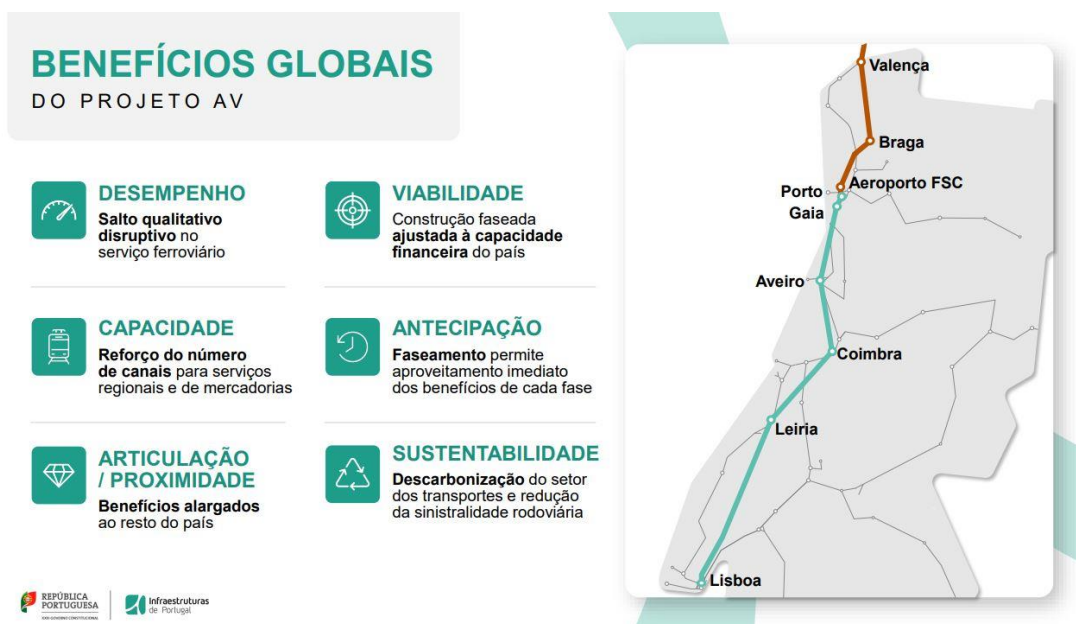 BENEFÍCIOS GLOBAIS
DO PROJETO AV
DESEMPENHO
Salto qualitativo
disruptivo no
serviço ferroviário
VIABILIDADE
Construção faseada
ajustada à capacidade
financeira do país
CAPACIDADE
Reforço do número
de canais para serviços
regionais e de mercadorias
ANTECIPAÇÃO
Faseamento permite
aproveitamento imediato
dos benefícios de cada fase
ARTICULAÇÃO
/ PROXIMIDADE
Benefícios alargados
ao resto do país
SUSTENTABILIDADE
Descarbonização do setor
dos transportes e redução
da sinistralidade rodoviária
Valença
Braga
Aeroporto FSC
Porto
Gaia
Aveiro
Coimbra
Leiria
Lisboa
REPÚBLICA
PORTUGUESA
XXIII GOVERNO CONSTITUCIONAL
Infraestruturas
de Portugal